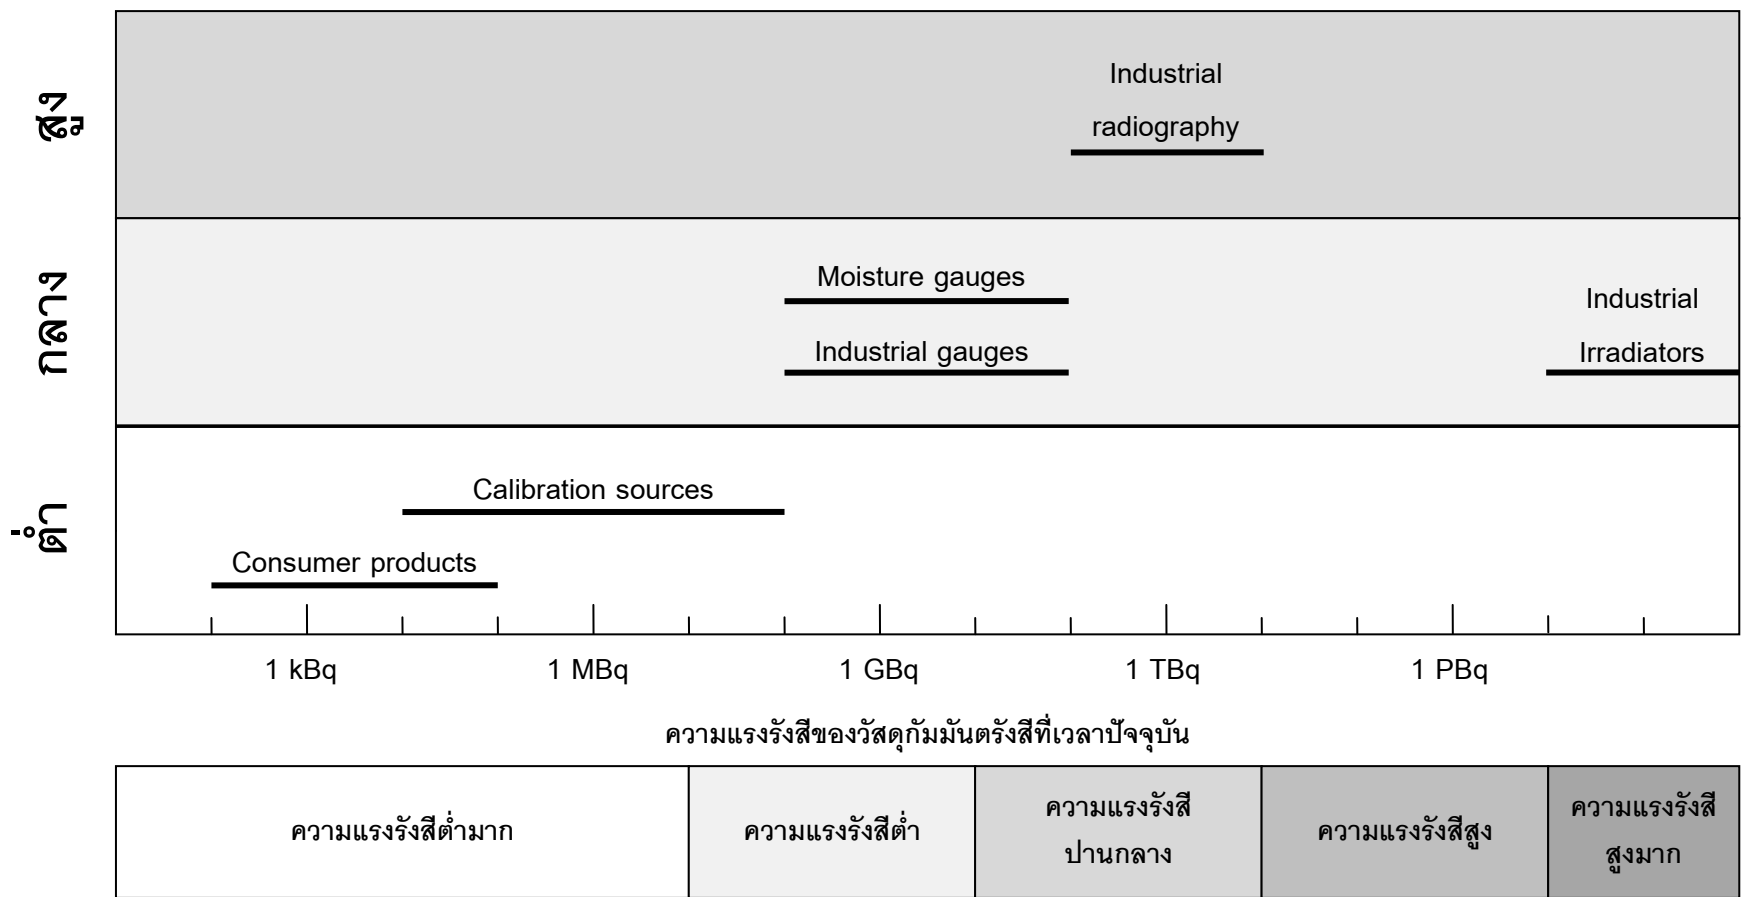 สูง
Industrial
radiography
กลาง
Moisture gauges
Industrial gauges
Industrial
Irradiators
ต่ำ
Calibration sources
Consumer products
1 kBq 1 MBq 1 GBq 1 TBq 1 PBq
ความแรงรังสีของวัสดุกัมมันตรังสีที่เวลาปัจจุบัน
ความแรงรังสีต่ำมาก
ความแรงรังสีต่ำ
ความแรงรังสี
ปานกลาง
ความแรงรังสีสูง
ความแรงรังสี
สูงมาก